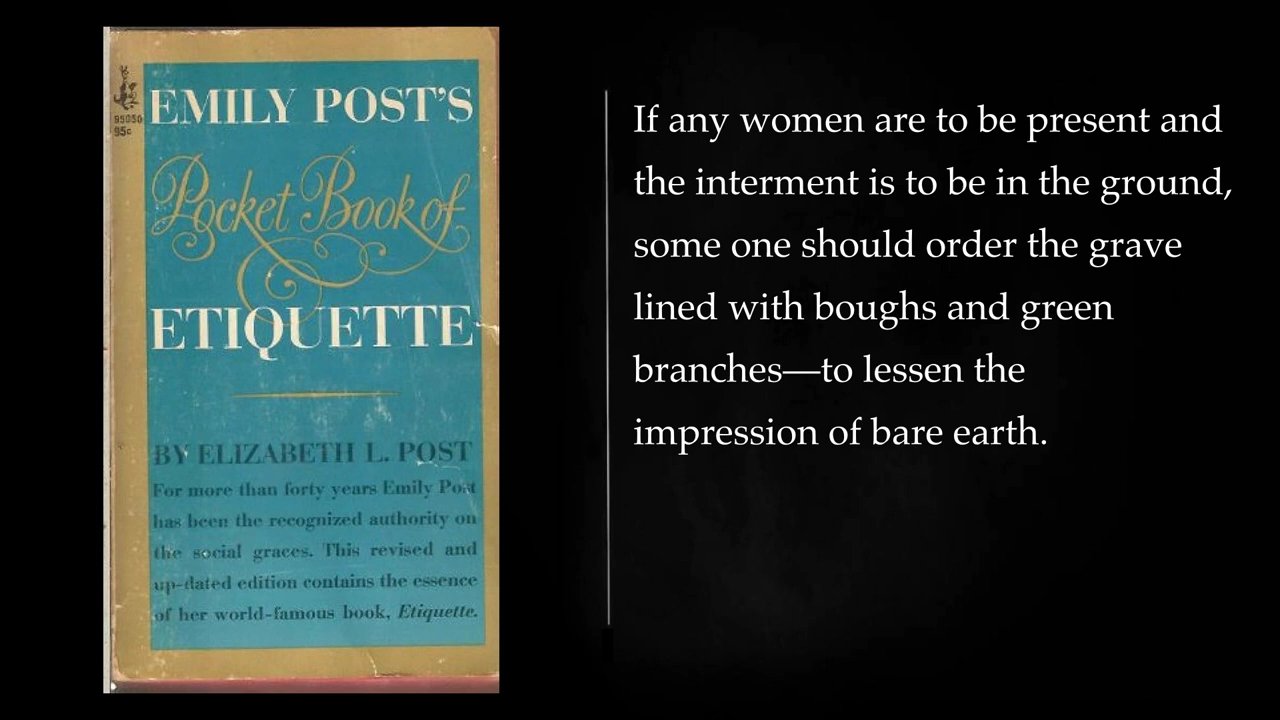 95050
95c
EMILY POST'S
Pocket Book of
ETIQUETTE
BY ELIZABETH L. POST
For more than forty years Emily Post
has been the recognized authority on
the social graces. This revised and
up-dated edition contains the essence
of her world-famous book, Etiquette.
If any women are to be present and
the interment is to be in the ground,
some one should order the grave
lined with boughs and green
branches—to lessen the
impression of bare earth.